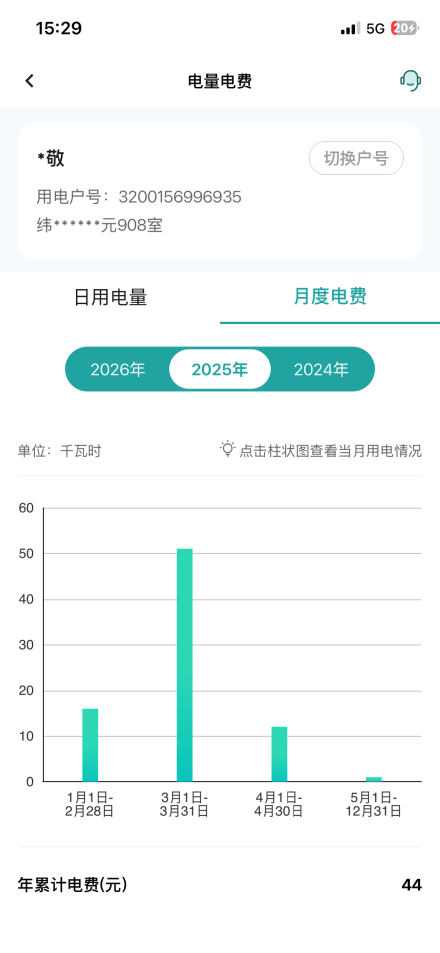 15:29
5G
20
电量电费
*敬
切换户号
用电户号：3200156996935
纬******元908室
日用电量
月度电费
2026年
2025年
2024年
单位：千瓦时
点击柱状图查看当月用电情况
60
50
40
30
20
10
0
1月1日-
2月28日
3月1日-
3月31日
4月1日-
4月30日
5月1日-
12月31日
年累计电费(元)
44